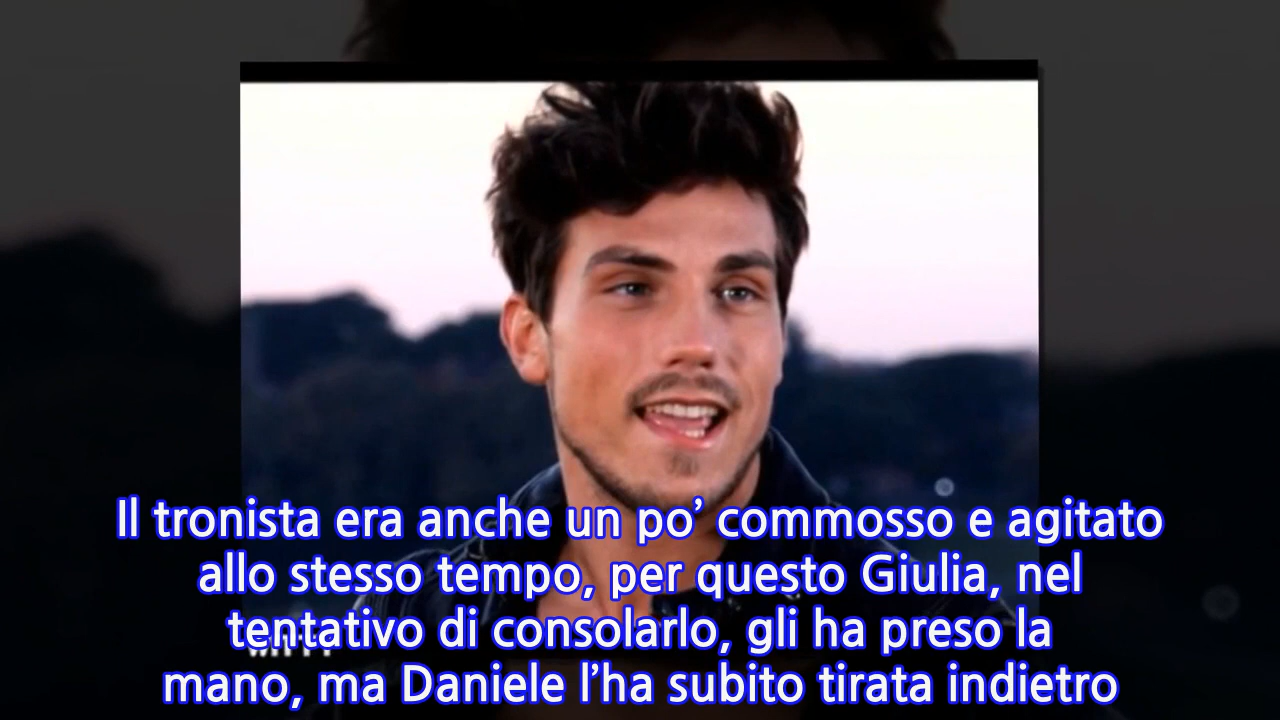 Il tronista era anche un po’ commosso e agitato
allo stesso tempo, per questo Giulia, nel
tentativo di consolarlo, gli ha preso la
mano, ma Daniele l’ha subito tirata indietro